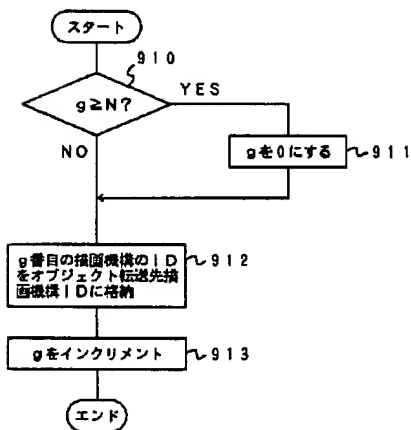 スタート
910
g≧N?
YES
NO
gを0にする
911
g番目の描画機構のID
をオブジェクト転送先描
画機構IDに格納
912
gをインクリメント
913
エンド